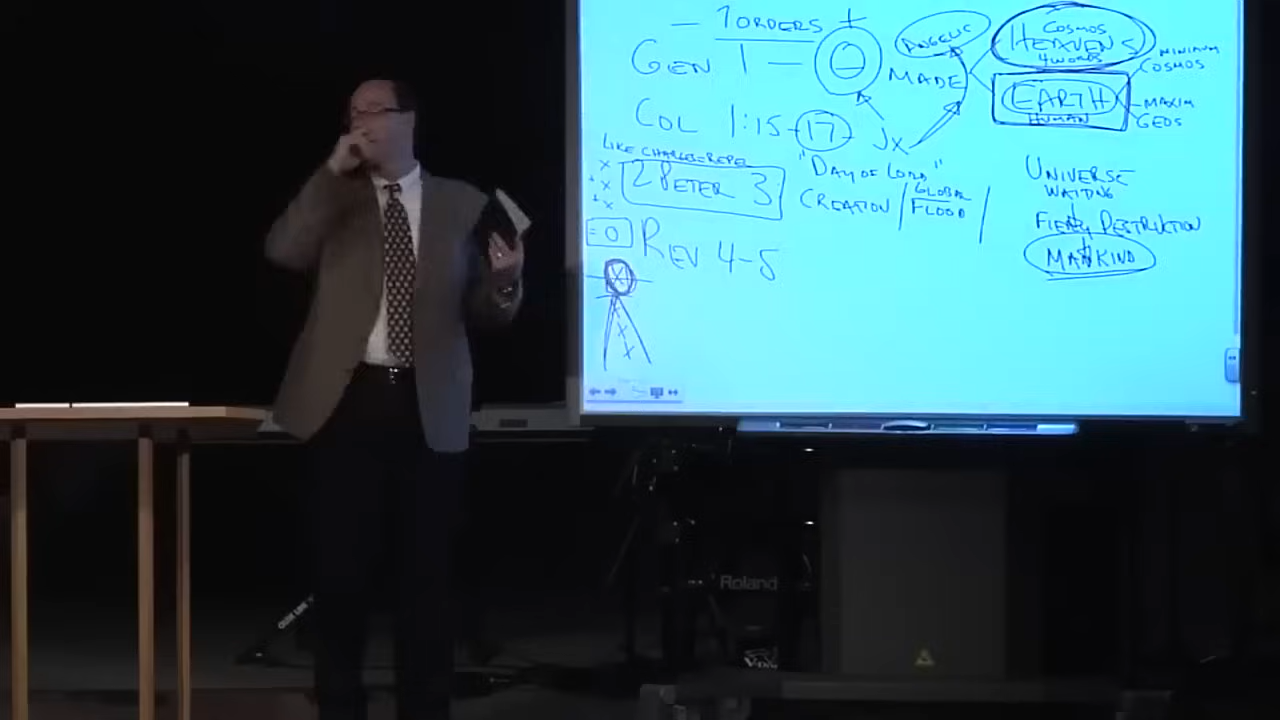 7 ORDERS
GEN 1 —
MADE
ANGELIC
COSMOS
HEAVENS
4 WORDS
MINIMUM
COSMOS
EARTH
HUMAN
MAXIM
GEOS
COL 1:15-17
JX
LIKE CHARGES REPEL
2 PETER 3
"DAY OF LORD"
CREATION / GLOBAL FLOOD /
UNIVERSE
WAITING
FIERY DESTRUCTION
MANKIND
= 0
REV 4-5
Roland